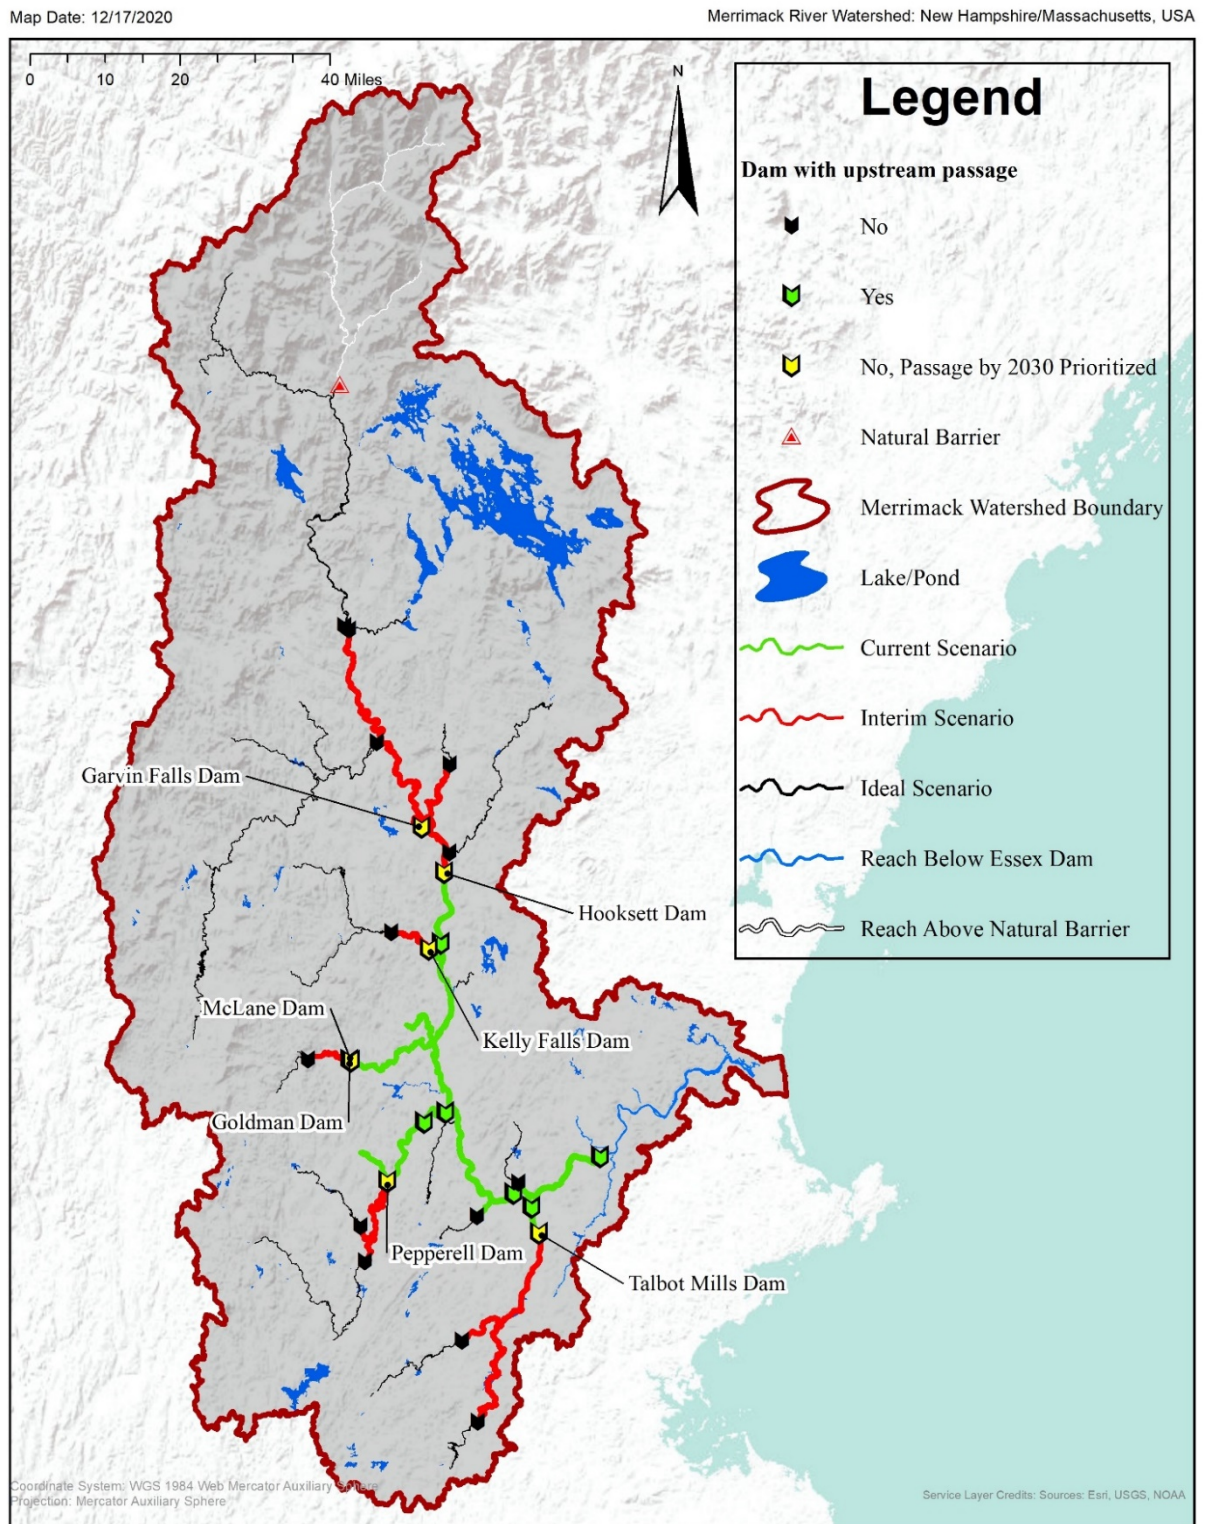 Map Date: 12/17/2020
Merrimack River Watershed: New Hampshire/Massachusetts, USA
0 10 20 40 Miles
N
Legend
Dam with upstream passage
No
Yes
No, Passage by 2030 Prioritized
Natural Barrier
Merrimack Watershed Boundary
Lake/Pond
Current Scenario
Interim Scenario
Ideal Scenario
Reach Below Essex Dam
Reach Above Natural Barrier
Garvin Falls Dam
Hooksett Dam
McLane Dam
Kelly Falls Dam
Goldman Dam
Pepperell Dam
Talbot Mills Dam
Coordinate System: WGS 1984 Web Mercator Auxiliary Sphere
Projection: Mercator Auxiliary Sphere
Service Layer Credits: Sources: Esri, USGS, NOAA